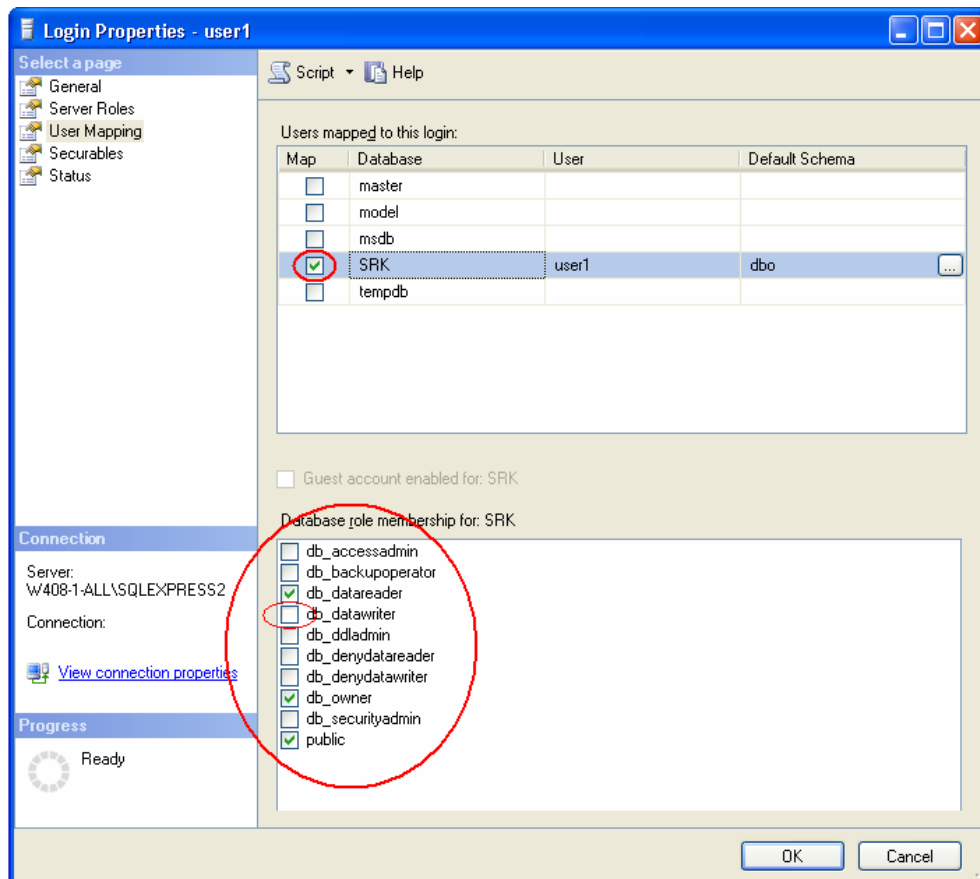 Login Properties - user1
Select a page
General
Server Roles
User Mapping
Securables
Status
Script Help
Users mapped to this login:
Map Database User Default Schema
master
model
msdb
SRK user1 dbo ...
tempdb
Guest account enabled for: SRK
Database role membership for: SRK
db_accessadmin
db_backupoperator
db_datareader
db_datawriter
db_ddladmin
db_denydatareader
db_denydatawriter
db_owner
db_securityadmin
public
Connection
Server:
W408-1-ALL\SQLEXPRESS2
Connection:
View connection properties
Progress
Ready
OK Cancel